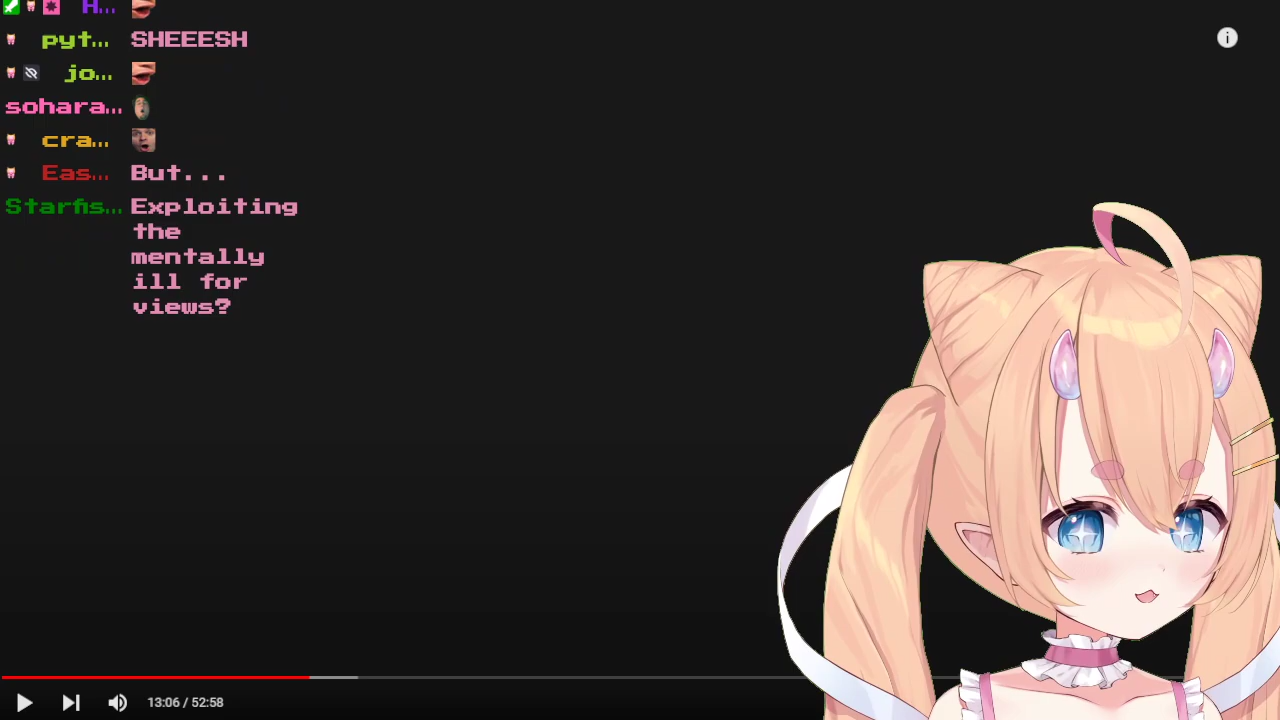 H...
pyt... SHEEESH
jo...
sohara...
cra...
Eas... But...
Starfis... Exploiting
the
mentally
ill for
views?
13:06 / 52:58